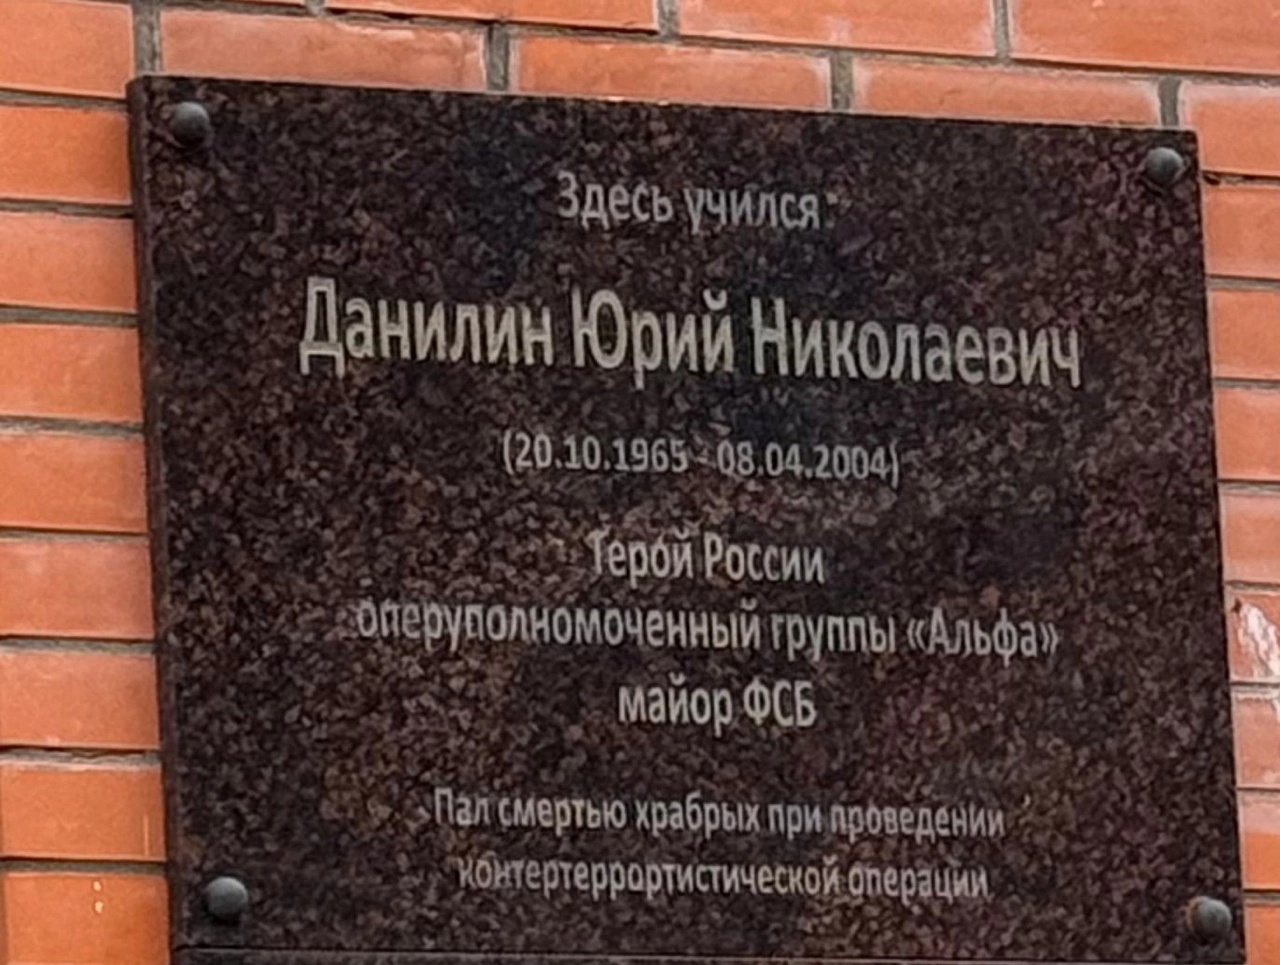 Здесь учился:
Данилин Юрий Николаевич
(20.10.1965 - 08.04.2004)
Герой России
оперуполномоченный группы «Альфа»
майор ФСБ
Пал смертью храбрых при проведении
контертеррортистической операции